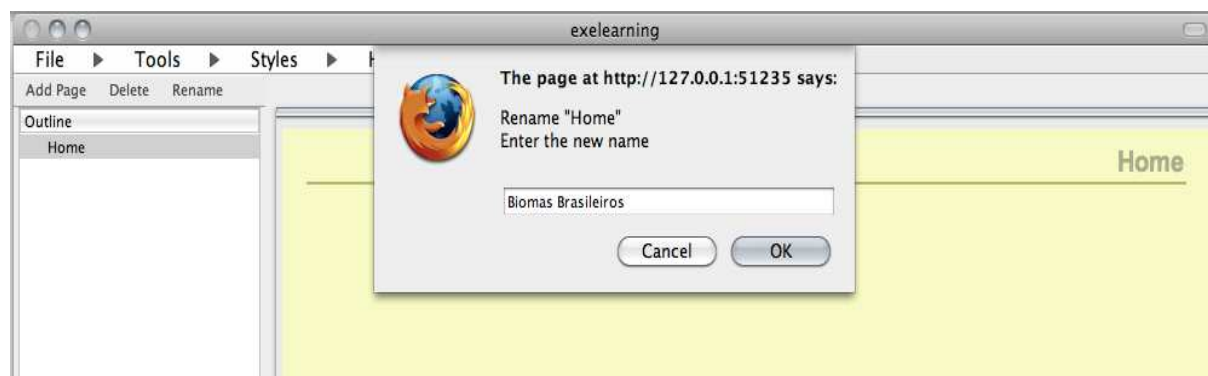 exelearning
File Tools Styles H
Add Page Delete Rename
Outline
Home
The page at http://127.0.0.1:51235 says:
Rename "Home"
Enter the new name
Biomas Brasileiros
Cancel OK
Home